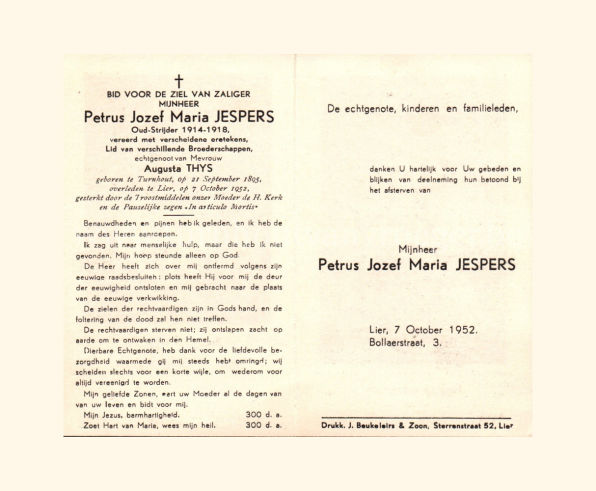 BID VOOR DE ZIEL VAN ZALIGER
MIJNHEER
Petrus Jozef Maria JESPERS
Oud-Strijder 1914-1918,
vereerd met verscheidene eretekens,
Lid van verschillende Broederschappen,
echtgenoot van Mevrouw
Augusta THYS
geboren te Turnhout, op 21 September 1895,
overleden te Lier, op 7 October 1952,
gesterkt door de Troostmiddelen onzer Moeder de H. Kerk
en de Pauselijke zegen «In articulo Mortis»
Benauwdheden en pijnen heb ik geleden, en ik heb de
naam des Heren aanroepen.
Ik zag uit naar menselijke hulp, maar die heb ik niet
gevonden. Mijn hoop steunde alleen op God.
De Heer heeft zich over mij ontfermd volgens zijn
eeuwige raadsbesluiten : plots heeft Hij voor mij de deur
der eeuwigheid ontsloten en mij gebracht naar de plaats
van de eeuwige verkwikking.
De zielen der rechtvaardigen zijn in Gods hand, en de
foltering van de dood zal hen niet treffen.
De rechtvaardigen sterven niet; zij ontslapen zacht op
aarde om te ontwaken in den Hemel.
Dierbare Echtgenote, heb dank voor de liefdevolle be-
zorgdheid waarmede gij mij steeds hebt omringd; wij
scheiden slechts voor een korte wijle, om wederom voor
altijd vereenigd te worden.
Mijn geliefde Zonen, eert uw Moeder al de dagen van
van uw leven en bidt voor mij.
Mijn Jezus, barmhartigheid. 300 d. a.
Zoet Hart van Maria, wees mijn heil. 300 d. a.
De echtgenote, kinderen en familieleden,
danken U hartelijk voor Uw gebeden en
blijken van deelneming hun betoond bij
het afsterven van
Mijnheer
Petrus Jozef Maria JESPERS
Lier, 7 October 1952.
Bollaerstraat, 3.
Drukk. J. Beukeleirs & Zoon, Sterrenstraat 52, Lier